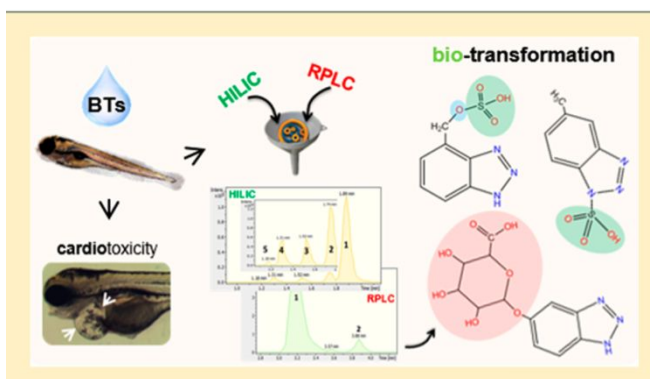 bio-transformation
HILIC
RPLC
BTs
cardiotoxicity
HILIC
5
4
3
2
1
RPLC
1
2
O
S
OH
O
O
H₂C
N
N
N
H
H₃C
N
N
N
O
S
OH
O
O
OH
C
HO
O
HO
OH
O
N
N
N
H